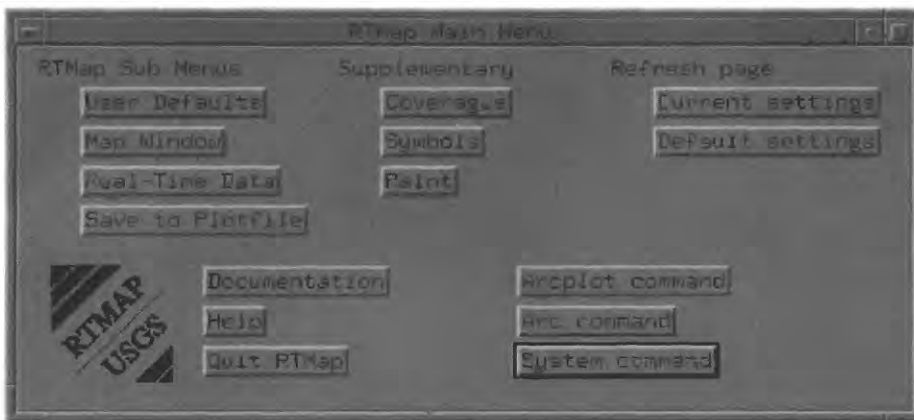 RTMap Main Menu
RTMap Sub Menus
User Defaults
Map Window
Real-Time Data
Save to Plotfile
Supplementary
Coverages
Symbols
Paint
Refresh page
Current settings
Default settings
RTMAP
USGS
Documentation
Help
Quit RTMap
Arcplot command
Arc command
System command